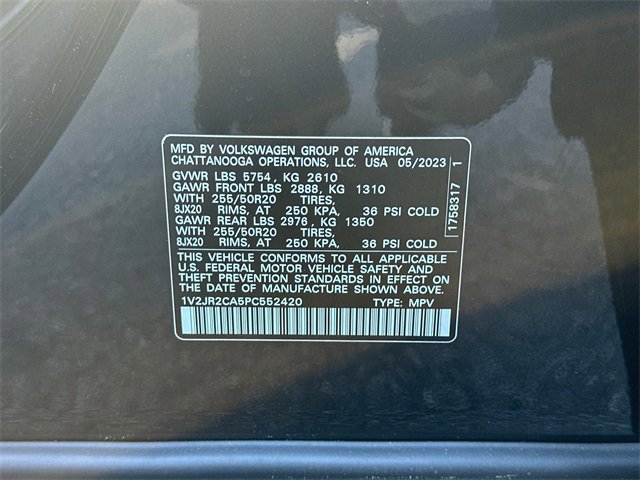 MFD BY VOLKSWAGEN GROUP OF AMERICA
CHATTANOOGA OPERATIONS, LLC. USA 05/2023
GVWR LBS 5754 , KG 2610
GAWR FRONT LBS 2888, KG 1310
WITH 255/50R20 TIRES,
8JX20 RIMS, AT 250 KPA, 36 PSI COLD
GAWR REAR LBS 2976, KG 1350
WITH 255/50R20 TIRES,
8JX20 RIMS, AT 250 KPA, 36 PSI COLD
THIS VEHICLE CONFORMS TO ALL APPLICABLE
U.S. FEDERAL MOTOR VEHICLE SAFETY AND
THEFT PREVENTION STANDARDS IN EFFECT ON
THE DATE OF MANUFACTURE SHOWN ABOVE.
1V2JR2CA5PC552420 TYPE: MPV
1758317 1